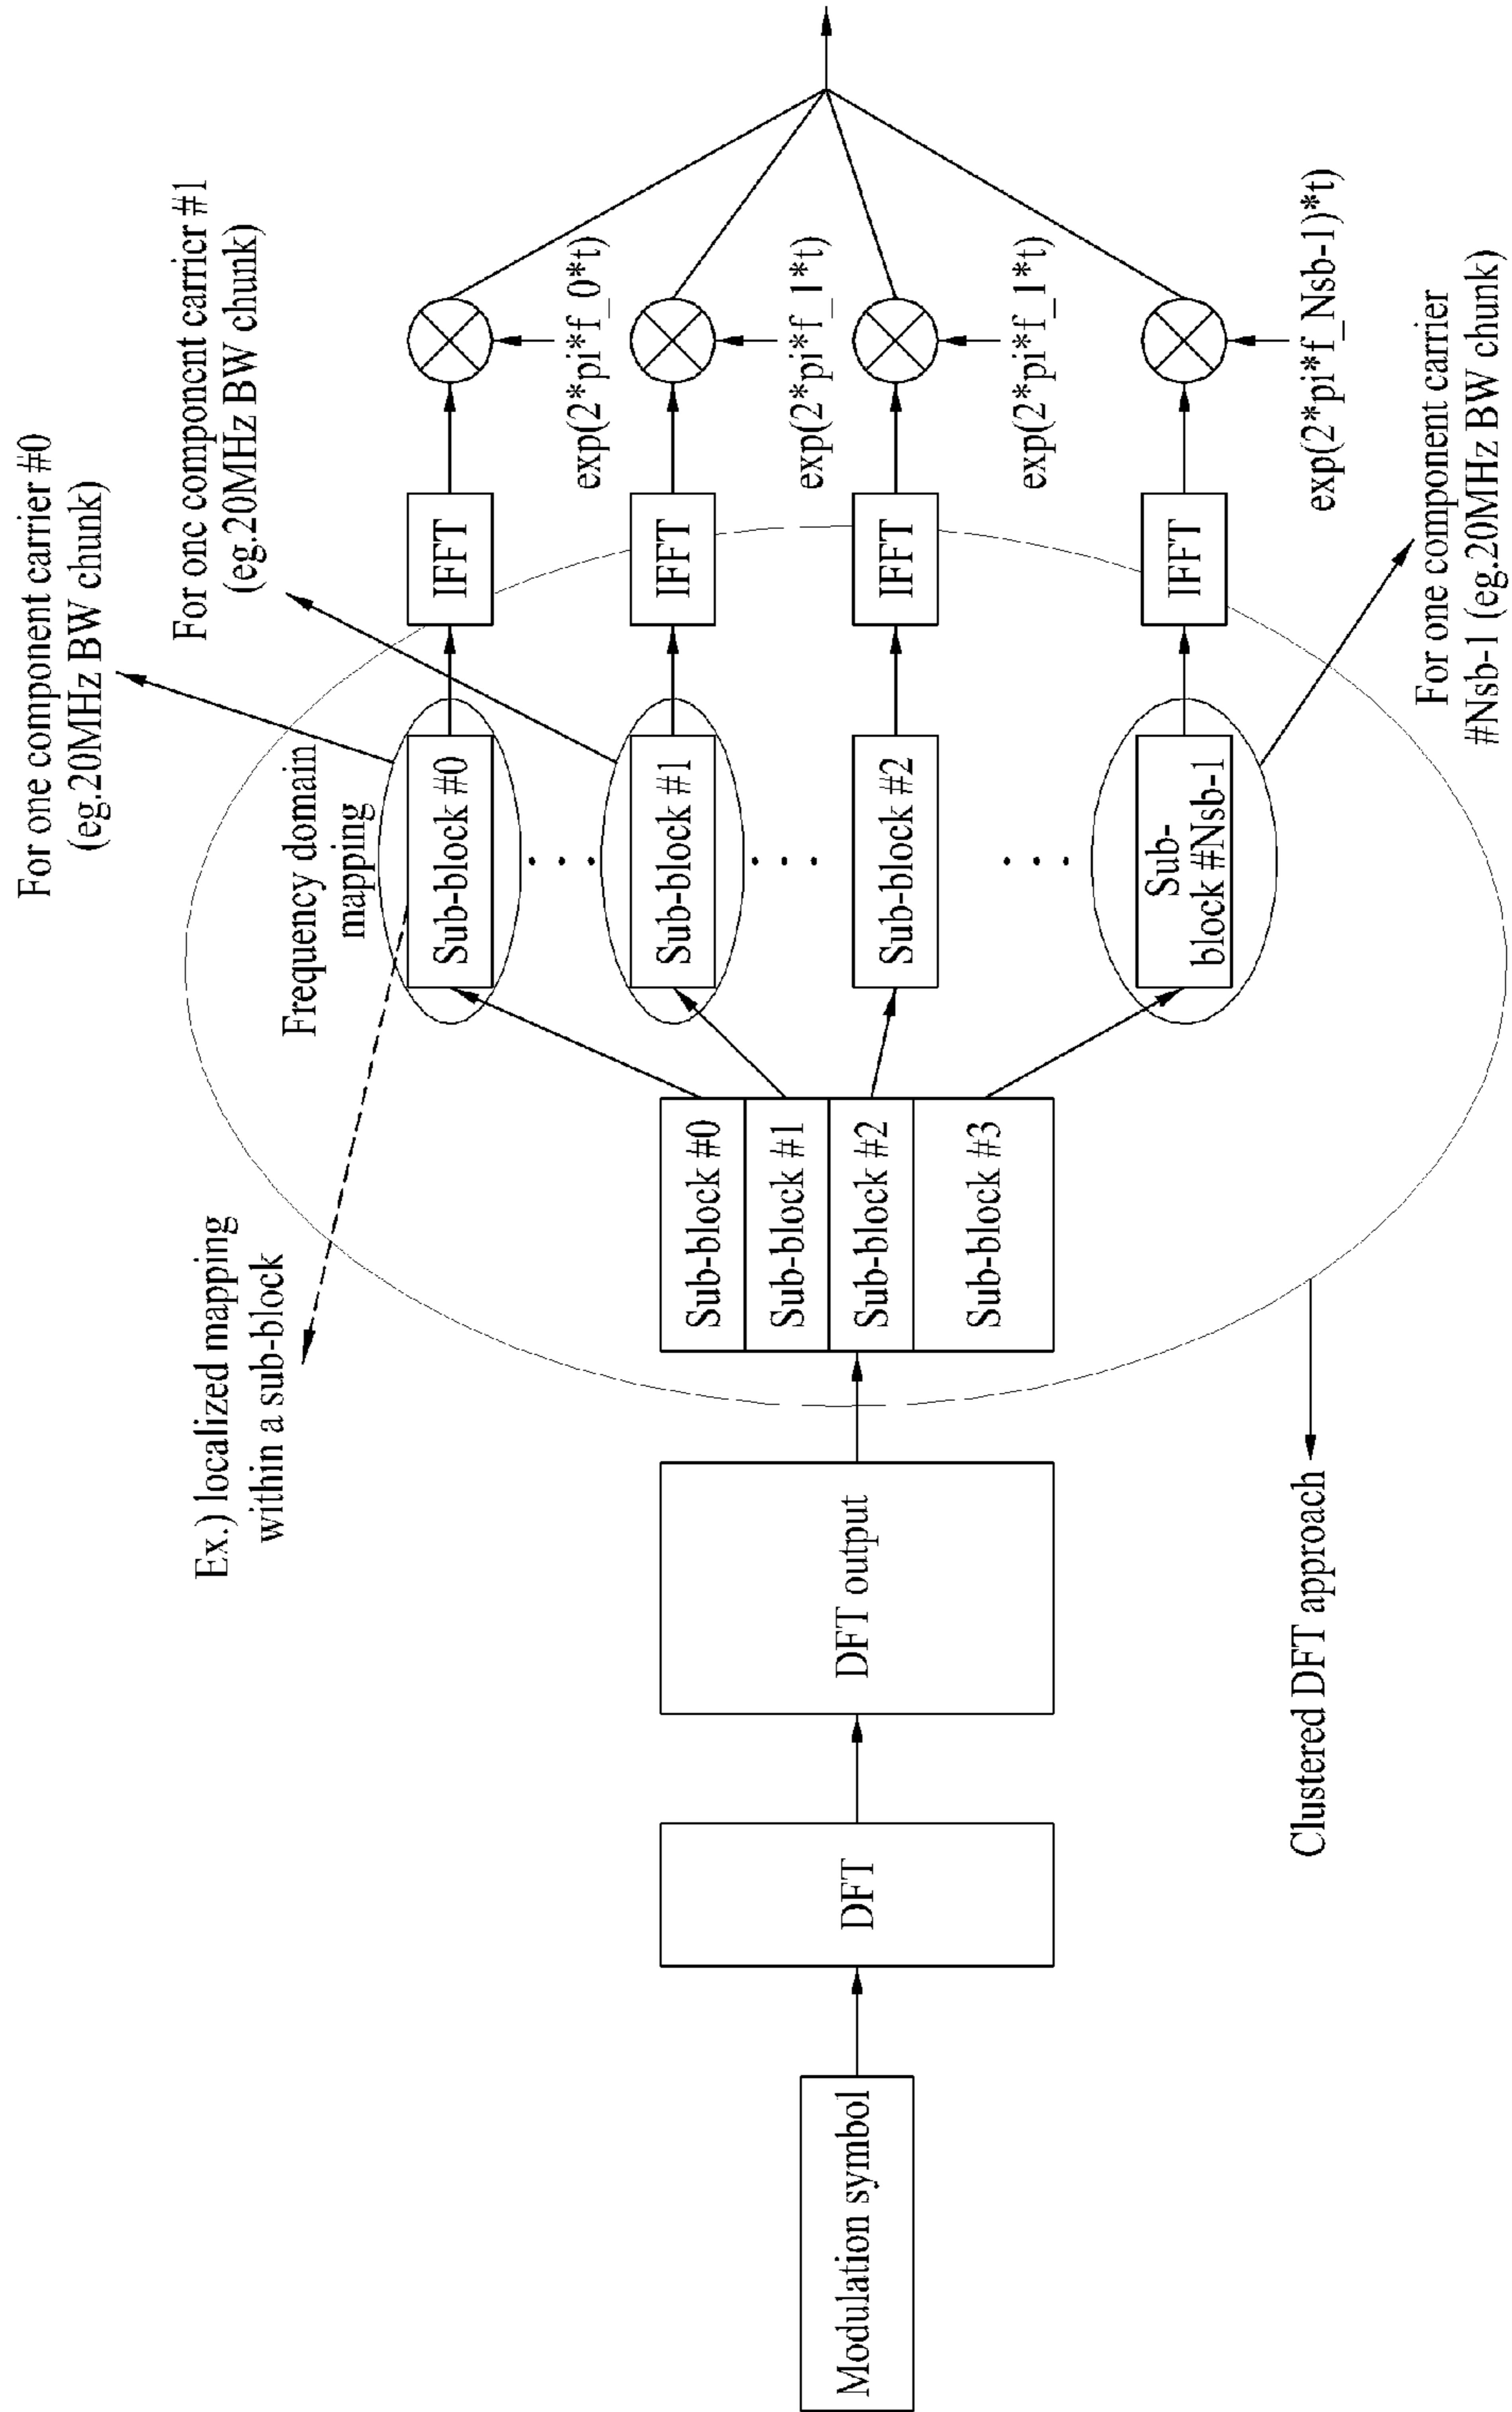 Modulation symbol
DFT
DFT output
Sub-block #0
Sub-block #1
Sub-block #2
Sub-block #3
Clustered DFT approach
Ex.) localized mapping
within a sub-block
Frequency domain
mapping
Sub-block #0
Sub-block #1
Sub-block #2
Sub-
block #Nsb-1
For one component carrier #0
(eg.20MHz BW chunk)
For onc component carrier #1
(eg.20MHz BW chunk)
For one component carrier
#Nsb-1 (eg.20MHz BW chunk)
IFFT
IFFT
IFFT
IFFT
exp(2*pi*f_0*t)
exp(2*pi*f_1*t)
exp(2*pi*f_1*t)
exp(2*pi*f_Nsb-1)*t)